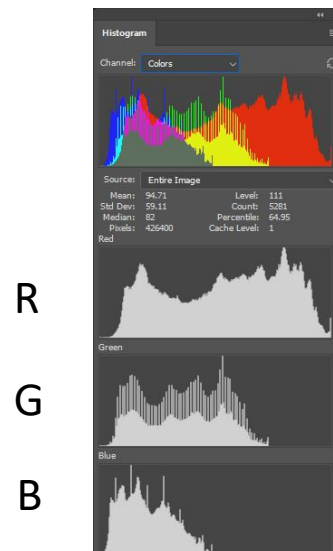 Histogram
Channel: Colors
Source: Entire Image
Mean: 94.71 Level: 111
Std Dev: 59.11 Count: 5281
Median: 82 Percentile: 64.95
Pixels: 426400 Cache Level: 1
Red
R
Green
G
Blue
B